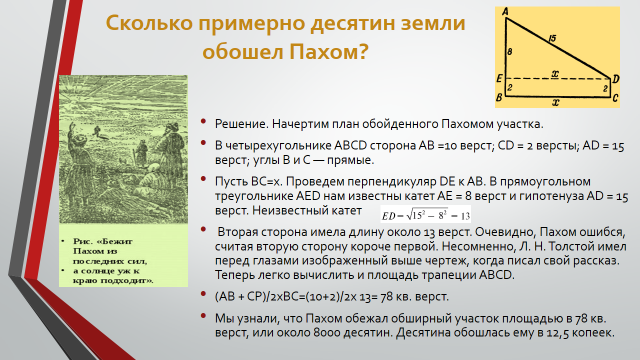 Сколько примерно десятин земли
обошел Пахом?
A
15
8
E
x
D
2
2
B
x
C
• Решение. Начертим план обойденного Пахомом участка.
• В четырехугольнике ABCD сторона AB =10 верст; CD = 2 версты; AD = 15
верст; углы B и C — прямые.
• Пусть BC=x. Проведем перпендикуляр DE к AB. В прямоугольном
треугольнике AED нам известны катет AE = 8 верст и гипотенуза AD = 15
верст. Неизвестный катет ED = √15² − 8² = 13
• Вторая сторона имела длину около 13 верст. Очевидно, Пахом ошибся,
считая вторую сторону короче первой. Несомненно, Л. Н. Толстой имел
перед глазами изображенный выше чертеж, когда писал свой рассказ.
Теперь легко вычислить и площадь трапеции ABCD.
• (AB + CP)/2xBC=(10+2)/2x 13= 78 кв. верст.
• Мы узнали, что Пахом обежал обширный участок площадью в 78 кв.
верст, или около 8000 десятин. Десятина обошлась ему в 12,5 копеек.
• Рис. «Бежит
Пахом из
последних сил,
• а солнце уж к
краю подходит».